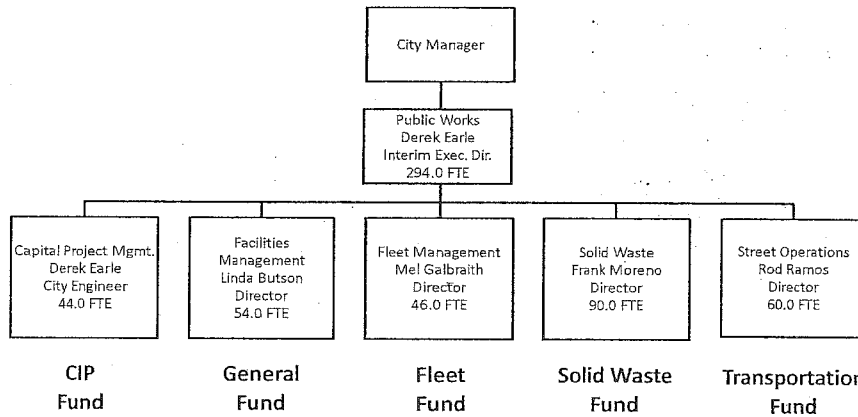 City Manager
Public Works
Derek Earle
Interim Exec. Dir.
294.0 FTE
Capital Project Mgmt.
Derek Earle
City Engineer
44.0 FTE
Facilities
Management
Linda Butson
Director
54.0 FTE
Fleet Management
Mel Galbraith
Director
46.0 FTE
Solid Waste
Frank Moreno
Director
90.0 FTE
Street Operations
Rod Ramos
Director
60.0 FTE
CIP
Fund
General
Fund
Fleet
Fund
Solid Waste
Fund
Transportation
Fund